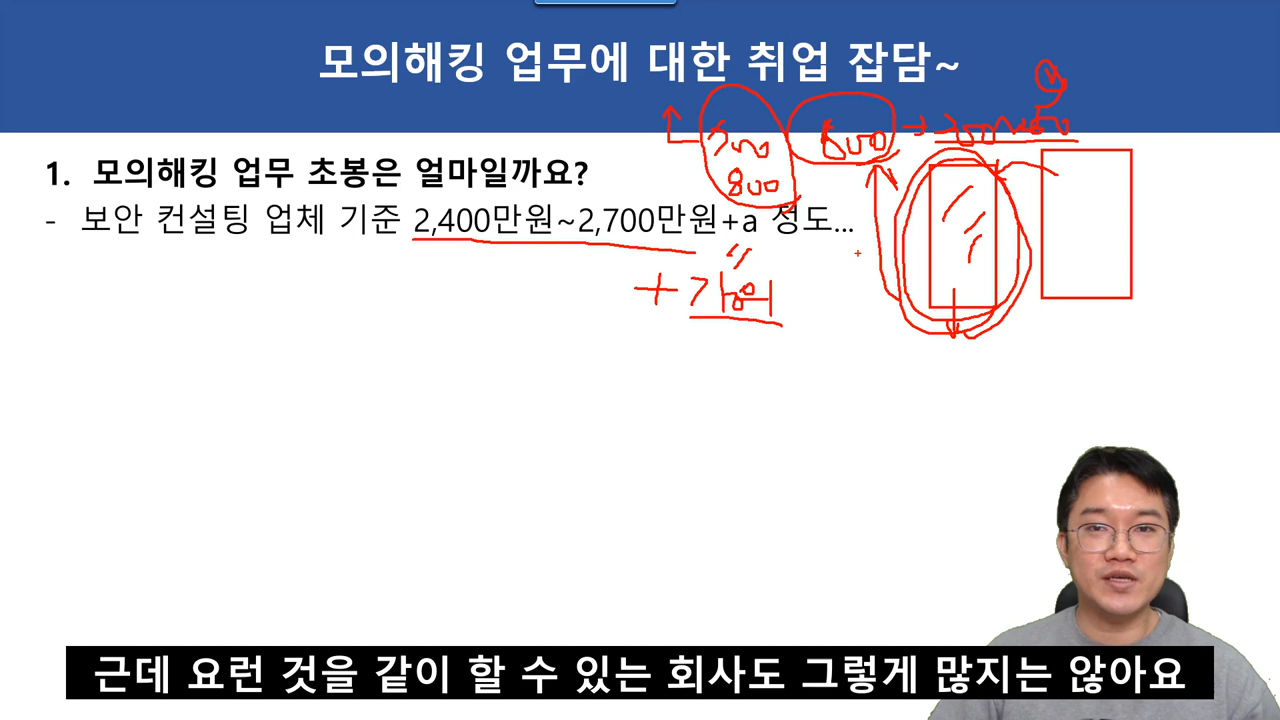 모의해킹 업무에 대한 취업 잡담~
1. 모의해킹 업무 초봉은 얼마일까요?
- 보안 컨설팅 업체 기준 2,400만원~2,700만원+a 정도...
800
근데 요런 것을 같이 할 수 있는 회사도 그렇게 많지는 않아요